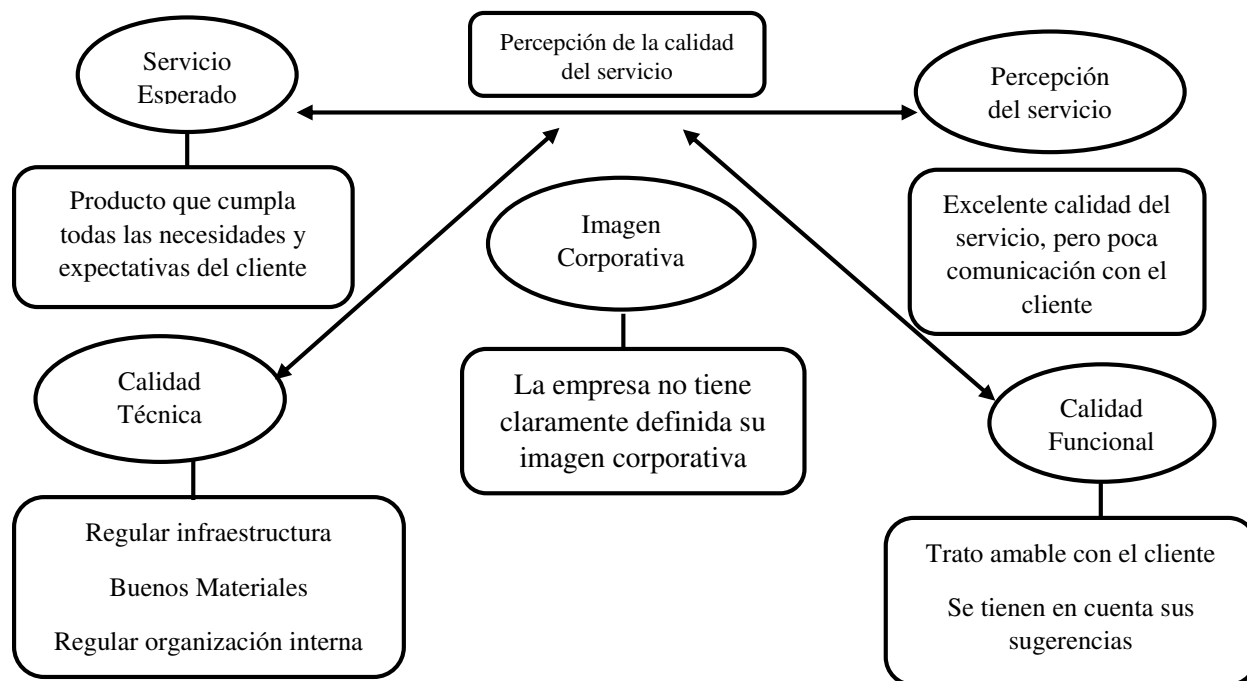 Servicio
Esperado
Percepción de la calidad
del servicio
Percepción
del servicio
Producto que cumpla
todas las necesidades y
expectativas del cliente
Imagen
Corporativa
Excelente calidad del
servicio, pero poca
comunicación con el
cliente
Calidad
Técnica
La empresa no tiene
claramente definida su
imagen corporativa
Calidad
Funcional
Regular infraestructura
Buenos Materiales
Regular organización interna
Trato amable con el cliente
Se tienen en cuenta sus
sugerencias